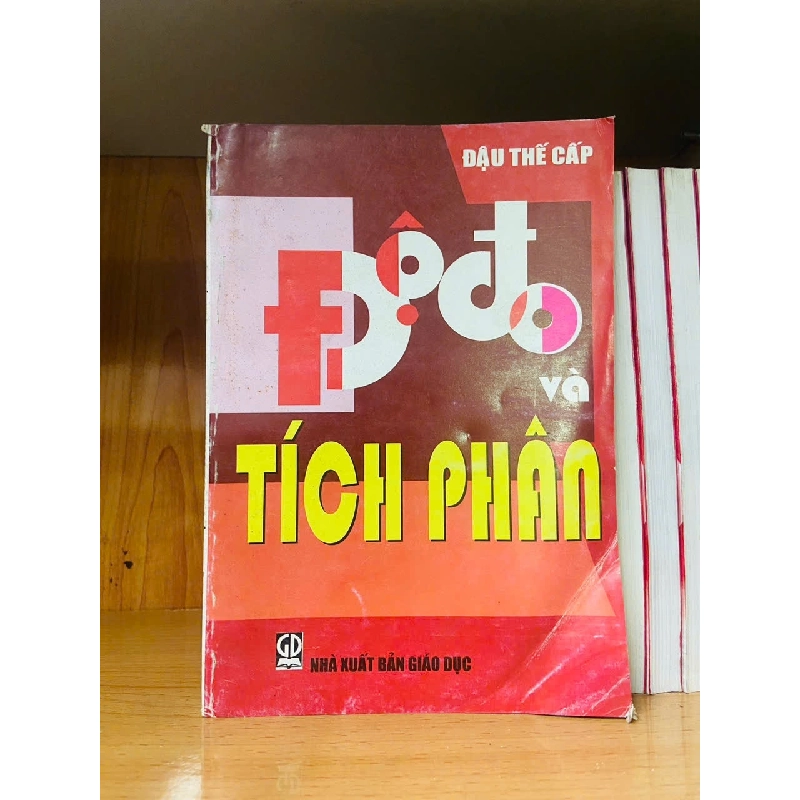 ĐẬU THẾ CẤP
Độ đo
và
TÍCH PHÂN
GD
NHÀ XUẤT BẢN GIÁO DỤC